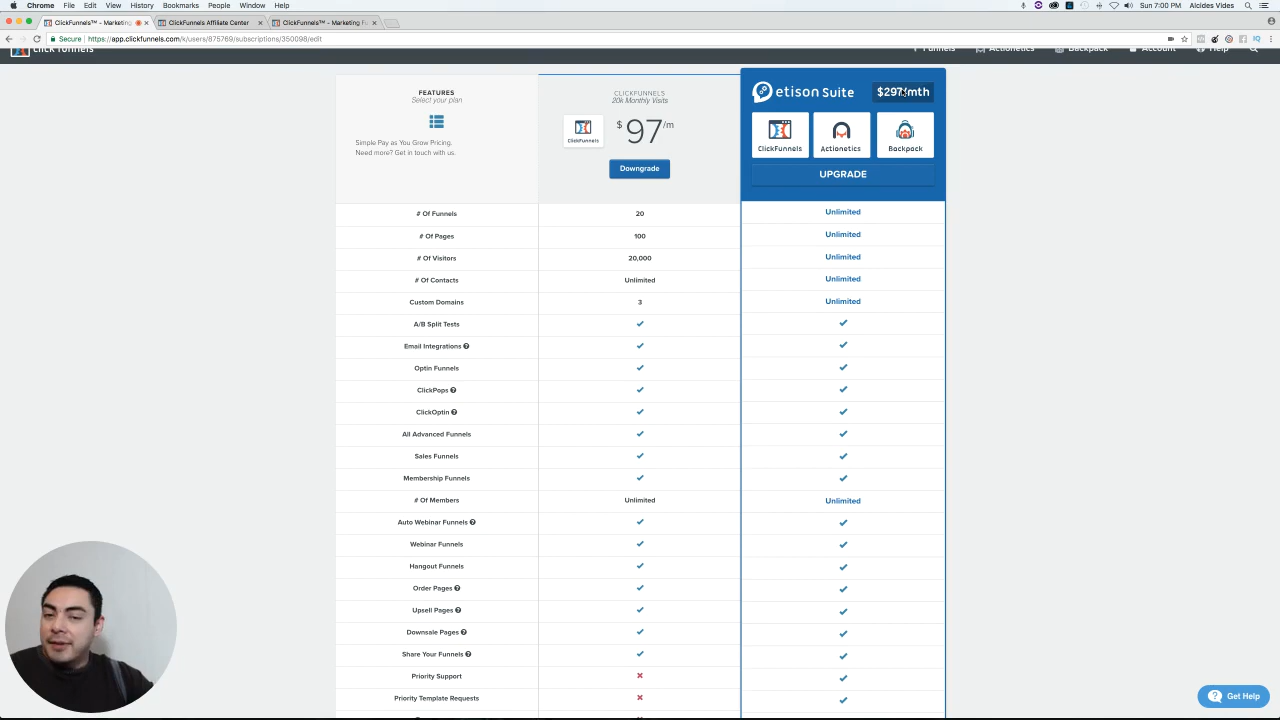 Chrome File Edit View History Bookmarks People Window Help
Sun 7:00 PM Alcides Vides
ClickFunnels™ - Marketing
ClickFunnels Affiliate Center
ClickFunnels™ - Marketing F
Secure https://app.clickfunnels.com/k/users/875769/subscriptions/350098/edit
click funnels
Funnels
Actionetics
Backpack
Account
Help
FEATURES
Select your plan
Simple Pay as You Grow Pricing.
Need more? Get in touch with us.
CLICKFUNNELS
20k Monthly Visits
ClickFunnels
$97/m
Downgrade
etison Suite
$297/mth
ClickFunnels
Actionetics
Backpack
UPGRADE
# Of Funnels 20 Unlimited
# Of Pages 100 Unlimited
# Of Visitors 20,000 Unlimited
# Of Contacts Unlimited Unlimited
Custom Domains 3 Unlimited
A/B Split Tests
Email Integrations
Optin Funnels
ClickPops
ClickOptin
All Advanced Funnels
Sales Funnels
Membership Funnels
# Of Members Unlimited Unlimited
Auto Webinar Funnels
Webinar Funnels
Hangout Funnels
Order Pages
Upsell Pages
Downsale Pages
Share Your Funnels
Priority Support
Priority Template Requests
Get Help